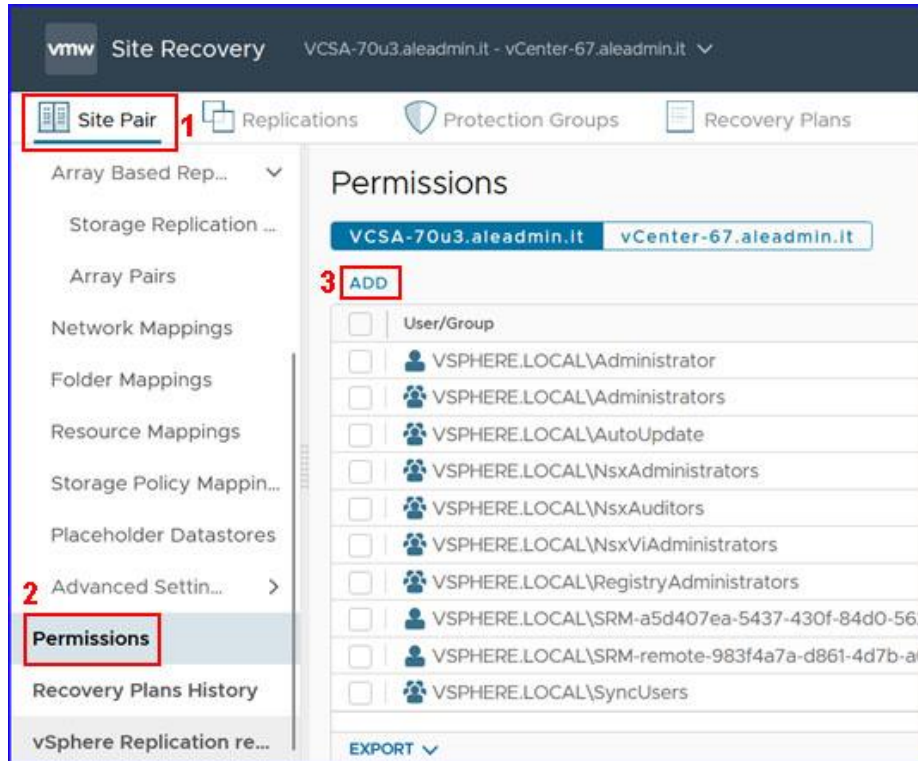 vmw Site Recovery VCSA-70u3.aleadmin.it - vCenter-67.aleadmin.it
Site Pair 1 Replications Protection Groups Recovery Plans
Array Based Rep...
Storage Replication ...
Array Pairs
Network Mappings
Folder Mappings
Resource Mappings
Storage Policy Mappin...
Placeholder Datastores
Advanced Settin...
2
Permissions
Recovery Plans History
vSphere Replication re...
Permissions
VCSA-70u3.aleadmin.it vCenter-67.aleadmin.it
3 ADD
User/Group
VSPHERE.LOCAL\Administrator
VSPHERE.LOCAL\Administrators
VSPHERE.LOCAL\AutoUpdate
VSPHERE.LOCAL\NsxAdministrators
VSPHERE.LOCAL\NsxAuditors
VSPHERE.LOCAL\NsxViAdministrators
VSPHERE.LOCAL\RegistryAdministrators
VSPHERE.LOCAL\SRM-a5d407ea-5437-430f-84d0-56
VSPHERE.LOCAL\SRM-remote-983f4a7a-d861-4d7b-a
VSPHERE.LOCAL\SyncUsers
EXPORT